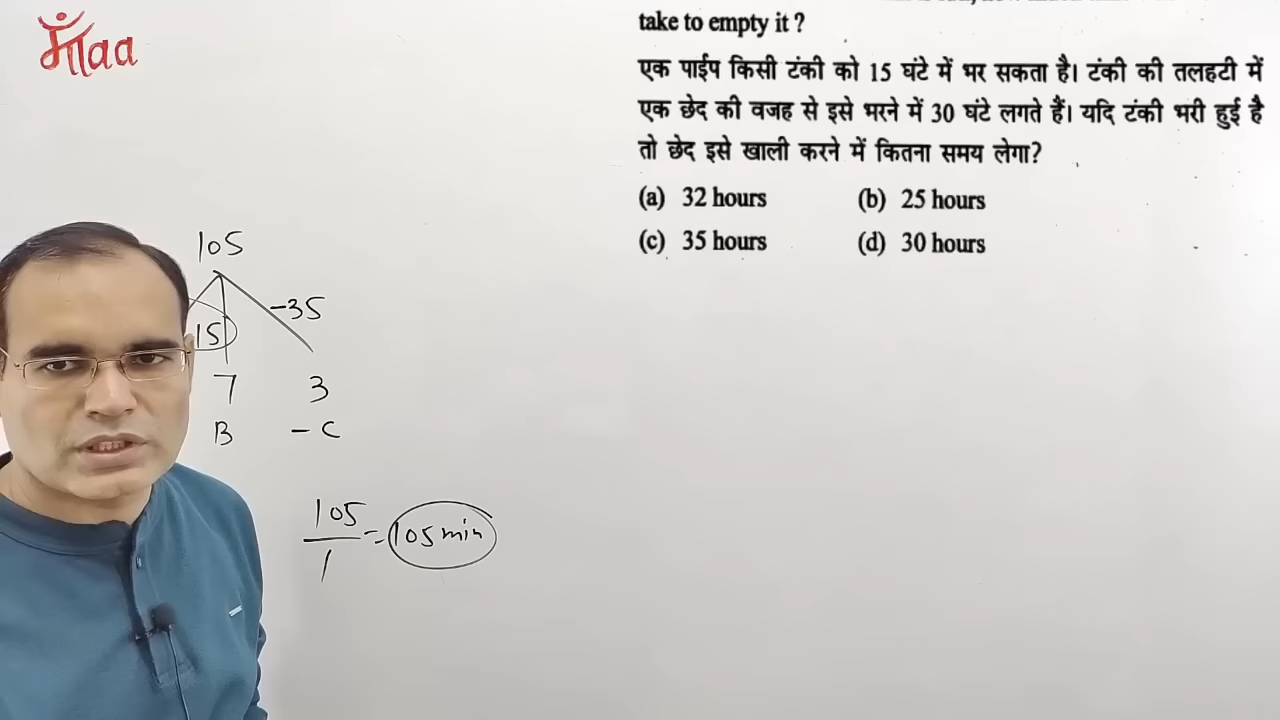 माँaa
take to empty it ?
एक पाईप किसी टंकी को 15 घंटे में भर सकता है। टंकी की तलहटी में
एक छेद की वजह से इसे भरने में 30 घंटे लगते हैं। यदि टंकी भरी हुई है
तो छेद इसे खाली करने में कितना समय लेगा?
(a) 32 hours (b) 25 hours
(c) 35 hours (d) 30 hours
105
-35
15
7 3
B - C
105
1
= 105 min